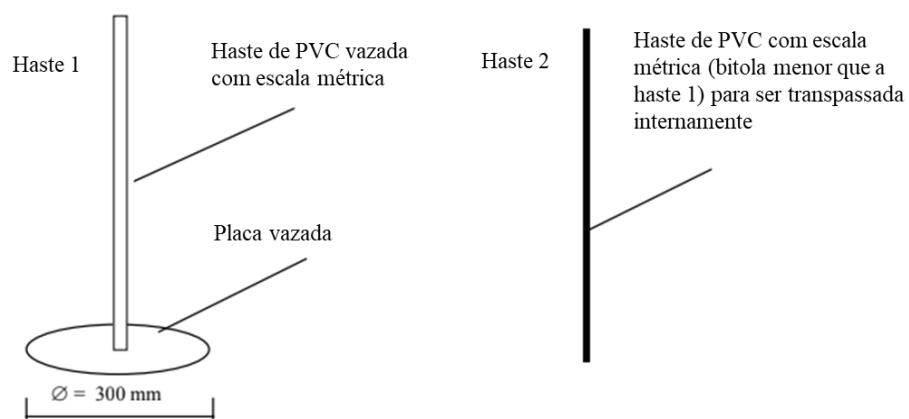 Haste 1
Haste de PVC vazada
com escala métrica
Placa vazada
Ø = 300 mm
Haste 2
Haste de PVC com escala
métrica (bitola menor que a
haste 1) para ser transpassada
internamente